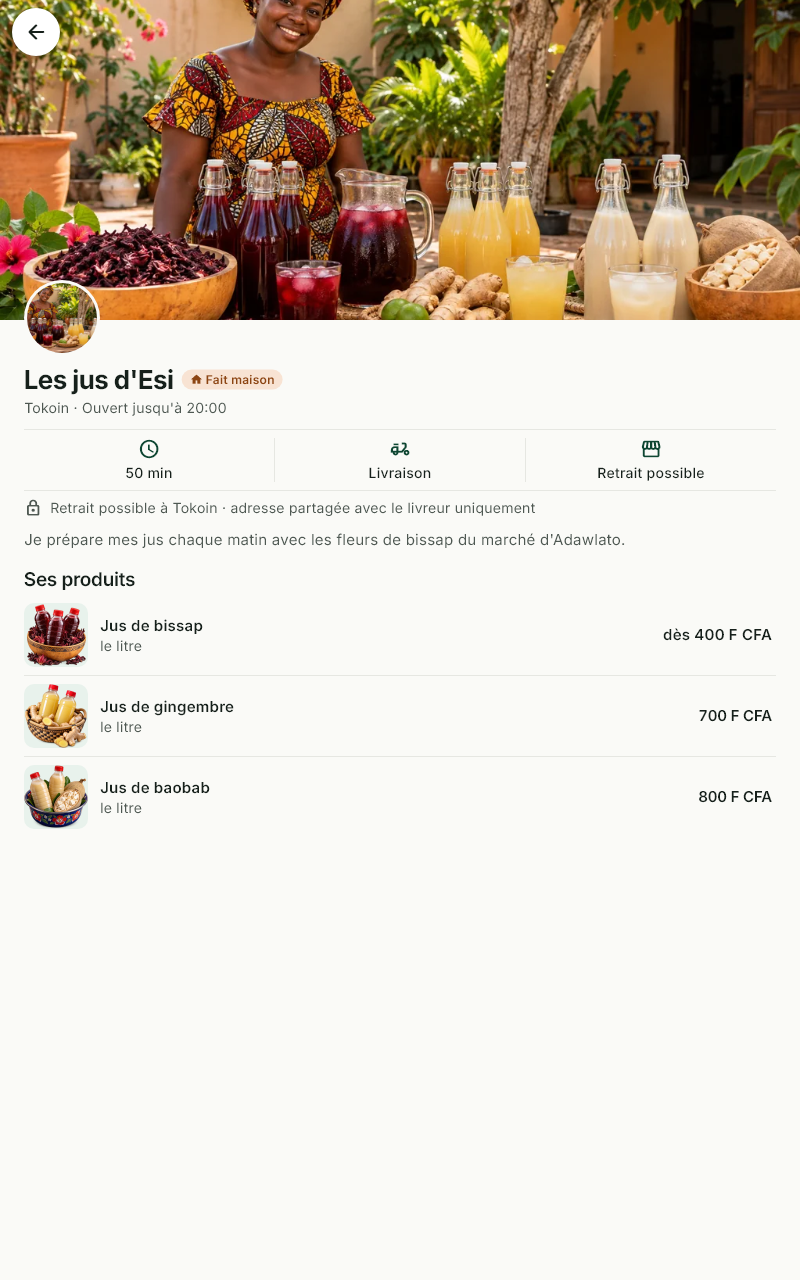 Les jus d'Esi
Fait maison
Tokoin · Ouvert jusqu'à 20:00
50 min
Livraison
Retrait possible
Retrait possible à Tokoin · adresse partagée avec le livreur uniquement
Je prépare mes jus chaque matin avec les fleurs de bissap du marché d'Adawlato.
Ses produits
Jus de bissap
le litre
dès 400 F CFA
Jus de gingembre
le litre
700 F CFA
Jus de baobab
le litre
800 F CFA